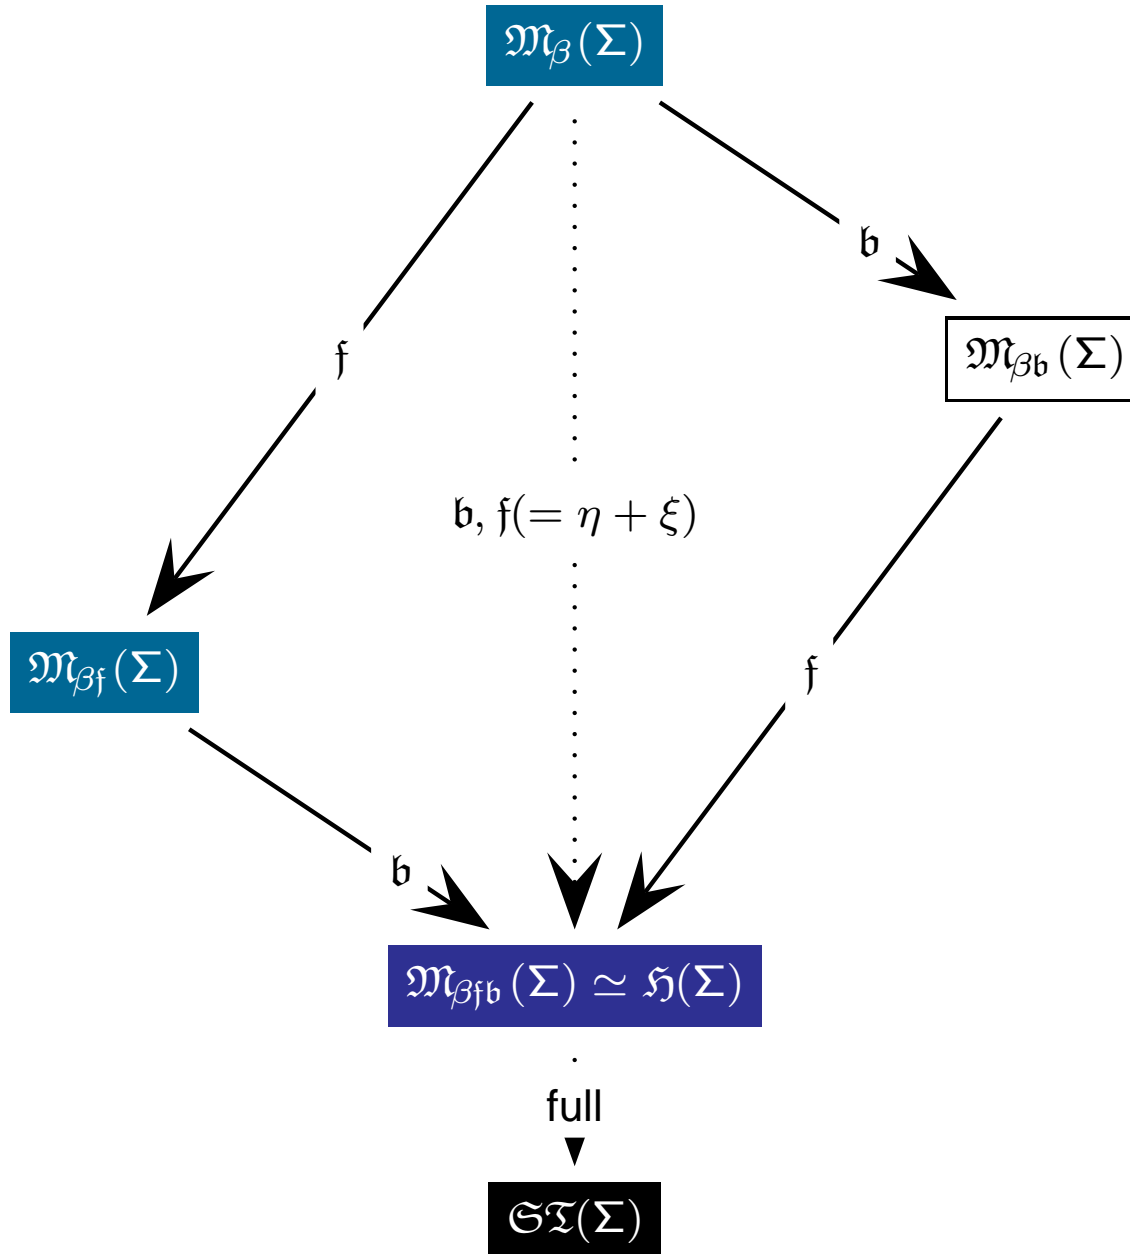 𝔐β(Σ)
𝔟
𝔣
𝔐β𝔟(Σ)
𝔟, 𝔣(= η + ξ)
𝔐β𝔣(Σ)
𝔣
𝔟
𝔐β𝔣𝔟(Σ) ≃ ℌ(Σ)
full
𝔖𝔗(Σ)